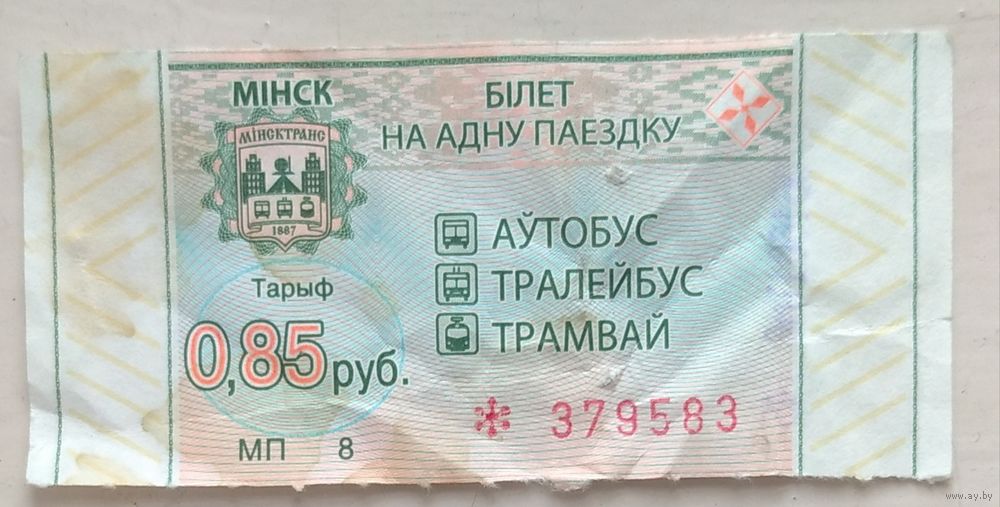 МІНСК
МІНСКТРАНС
1887
БІЛЕТ
НА АДНУ ПАЕЗДКУ
АЎТОБУС
ТРАЛЕЙБУС
ТРАМВАЙ
Тарыф
0,85 руб.
МП 8
* 379583
www.ay.by